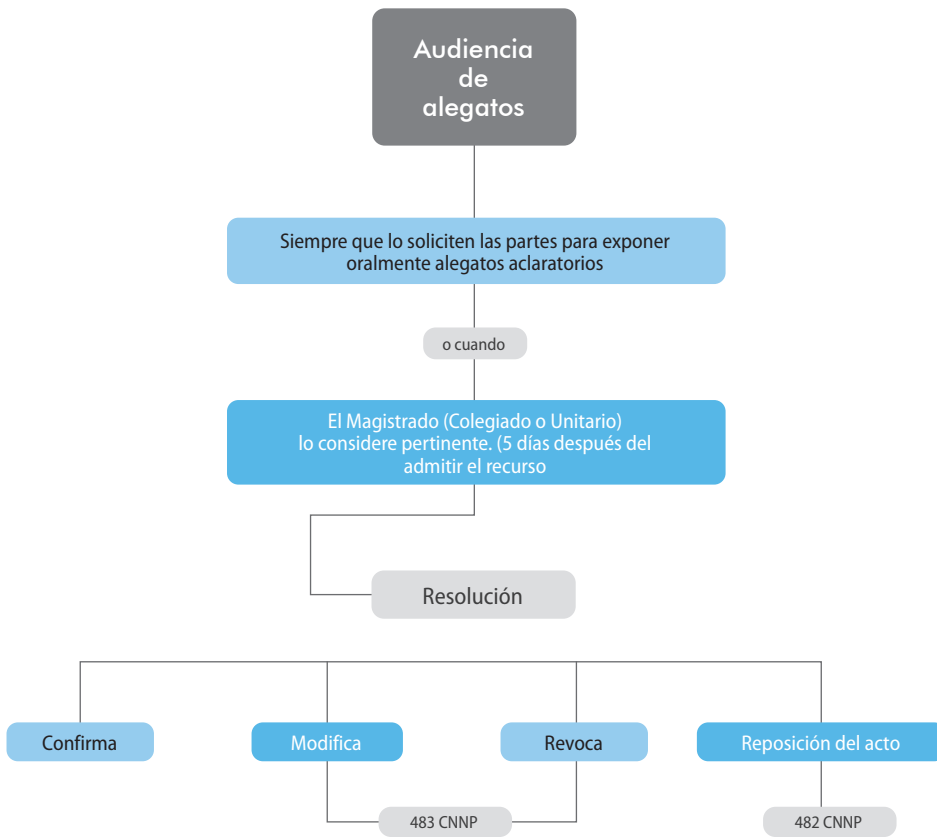 Audiencia
de
alegatos
Siempre que lo soliciten las partes para exponer
oralmente alegatos aclaratorios
o cuando
El Magistrado (Colegiado o Unitario)
lo considere pertinente. (5 días después del
admitir el recurso
Resolución
Confirma
Modifica
Revoca
Reposición del acto
483 CNNP
482 CNNP